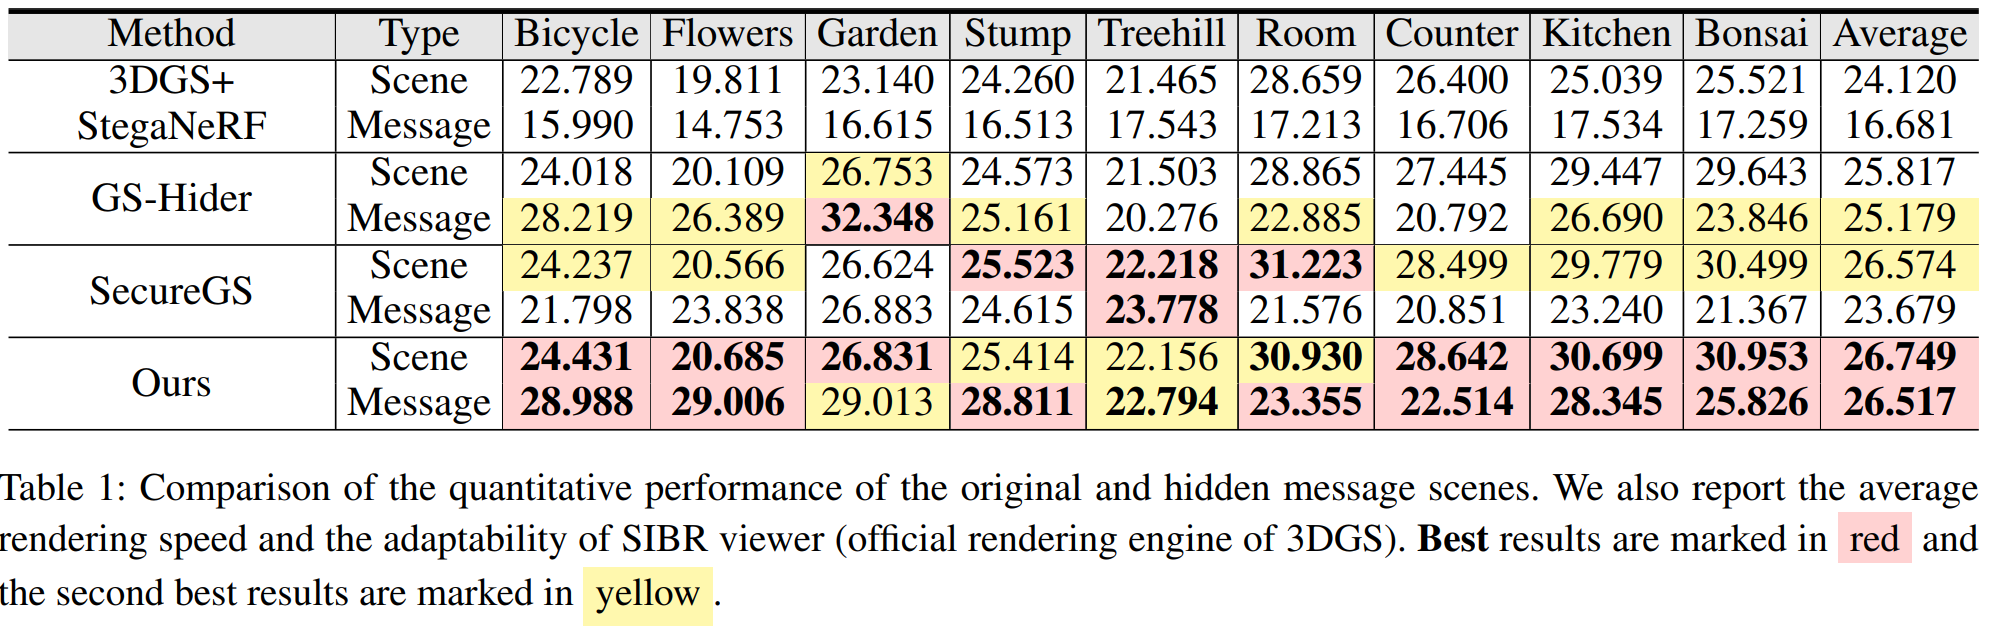 Method Type Bicycle Flowers Garden Stump Treehill Room Counter Kitchen Bonsai Average
3DGS+ Scene 22.789 19.811 23.140 24.260 21.465 28.659 26.400 25.039 25.521 24.120
StegaNeRF Message 15.990 14.753 16.615 16.513 17.543 17.213 16.706 17.534 17.259 16.681
GS-Hider Scene 24.018 20.109 26.753 24.573 21.503 28.865 27.445 29.447 29.643 25.817
Message 28.219 26.389 32.348 25.161 20.276 22.885 20.792 26.690 23.846 25.179
SecureGS Scene 24.237 20.566 26.624 25.523 22.218 31.223 28.499 29.779 30.499 26.574
Message 21.798 23.838 26.883 24.615 23.778 21.576 20.851 23.240 21.367 23.679
Ours Scene 24.431 20.685 26.831 25.414 22.156 30.930 28.642 30.699 30.953 26.749
Message 28.988 29.006 29.013 28.811 22.794 23.355 22.514 28.345 25.826 26.517
Table 1: Comparison of the quantitative performance of the original and hidden message scenes. We also report the average
rendering speed and the adaptability of SIBR viewer (official rendering engine of 3DGS). Best results are marked in red and
the second best results are marked in yellow .